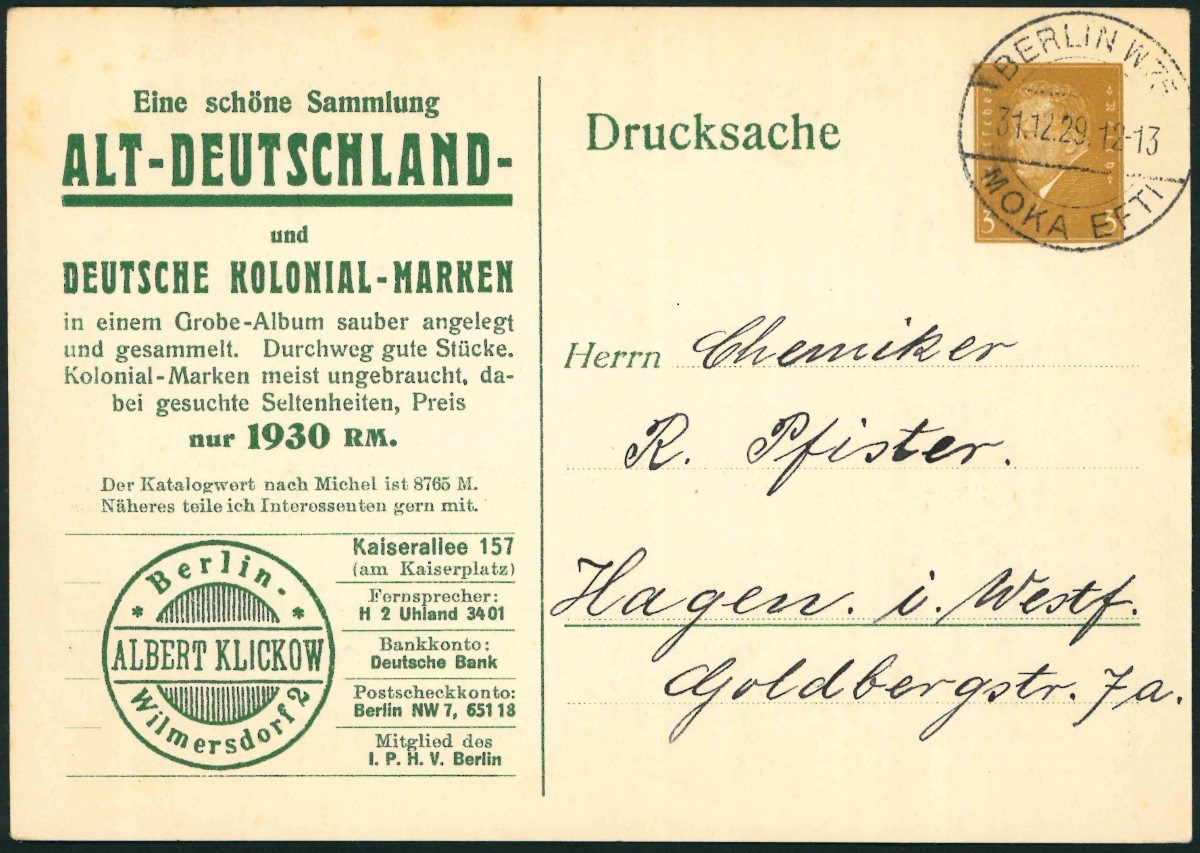 Eine schöne Sammlung
ALT-DEUTSCHLAND-
und
DEUTSCHE KOLONIAL-MARKEN
in einem Grobe-Album sauber angelegt
und gesammelt. Durchweg gute Stücke.
Kolonial-Marken meist ungebraucht, da-
bei gesuchte Seltenheiten, Preis
nur 1930 RM.
Der Katalogwert nach Michel ist 8765 M.
Näheres teile ich Interessenten gern mit.
* Berlin- *
ALBERT KLICKOW
Wilmersdorf 2
Kaiserallee 157
(am Kaiserplatz)
Fernsprecher:
H 2 Uhland 3401
Bankkonto:
Deutsche Bank
Postscheckkonto:
Berlin NW 7, 651 18
Mitglied des
I. P. H. V. Berlin
Drucksache
BERLIN W
31.12.29. 12-13
MOKA EFTI
3 3
Herrn Chemiker
R. Pfister.
Hagen. i. Westf.
Goldbergstr. 7a.